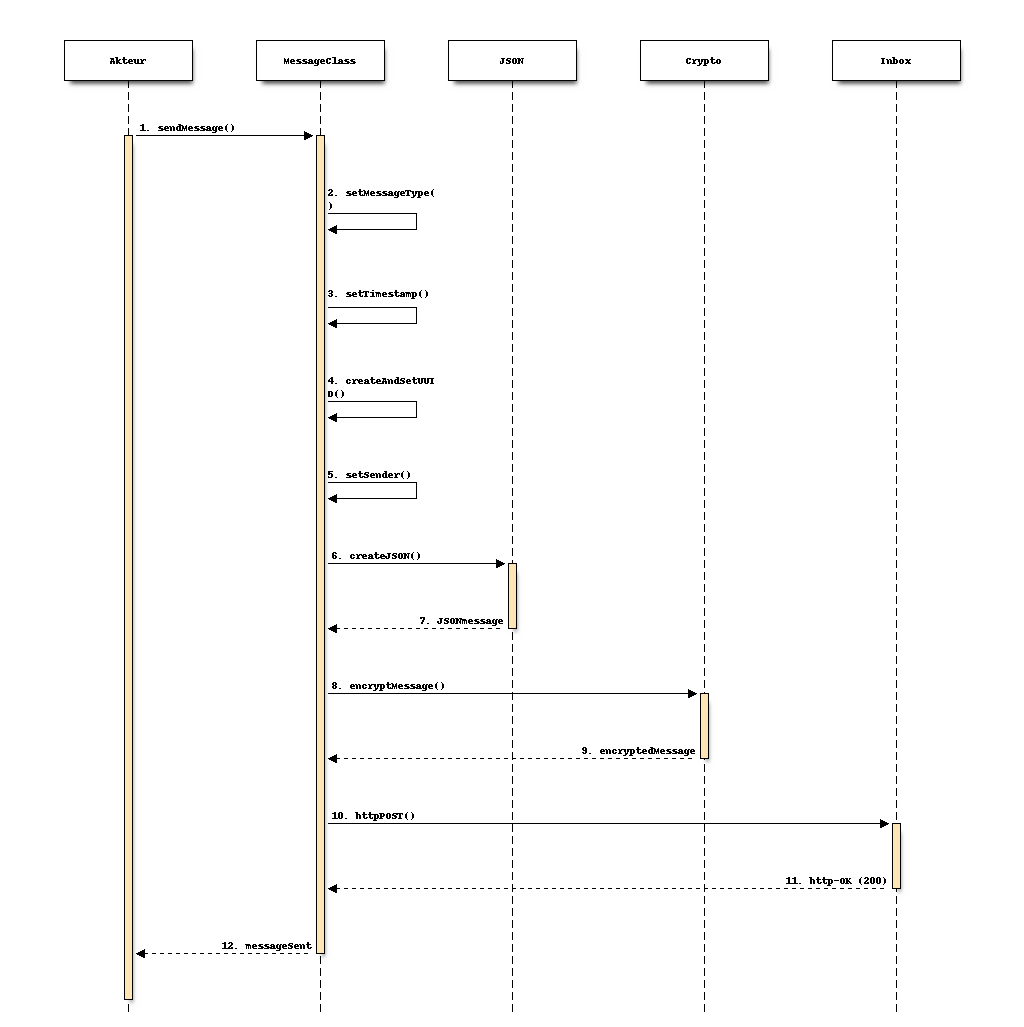 Akteur
MessageClass
JSON
Crypto
Inbox
1. sendMessage()
2. setMessageType(
)
3. setTimestamp()
4. createAndSetUUI
D()
5. setSender()
6. createJSON()
7. JSONmessage
8. encryptMessage()
9. encryptedMessage
10. httpPOST()
11. http-OK (200)
12. messageSent